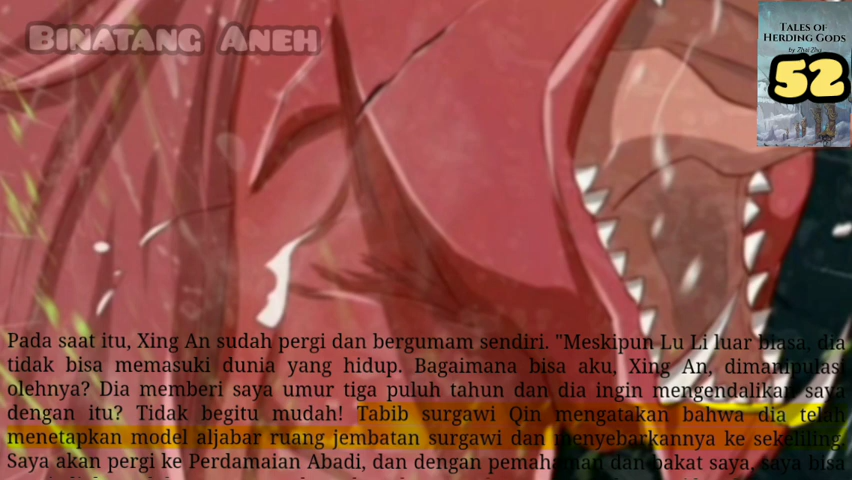 Binatang Aneh
TALES OF
HERDING GODS
by Zhai Zhu
52
Pada saat itu, Xing An sudah pergi dan bergumam sendiri. "Meskipun Lu Li luar biasa, dia
tidak bisa memasuki dunia yang hidup. Bagaimana bisa aku, Xing An, dimanipulasi
olehnya? Dia memberi saya umur tiga puluh tahun dan dia ingin mengendalikan saya
dengan itu? Tidak begitu mudah! Tabib surgawi Qin mengatakan bahwa dia telah
menetapkan model aljabar ruang jembatan surgawi dan menyebarkannya ke sekeliling.
Saya akan pergi ke Perdamaian Abadi, dan dengan pemahaman dan bakat saya, saya bisa